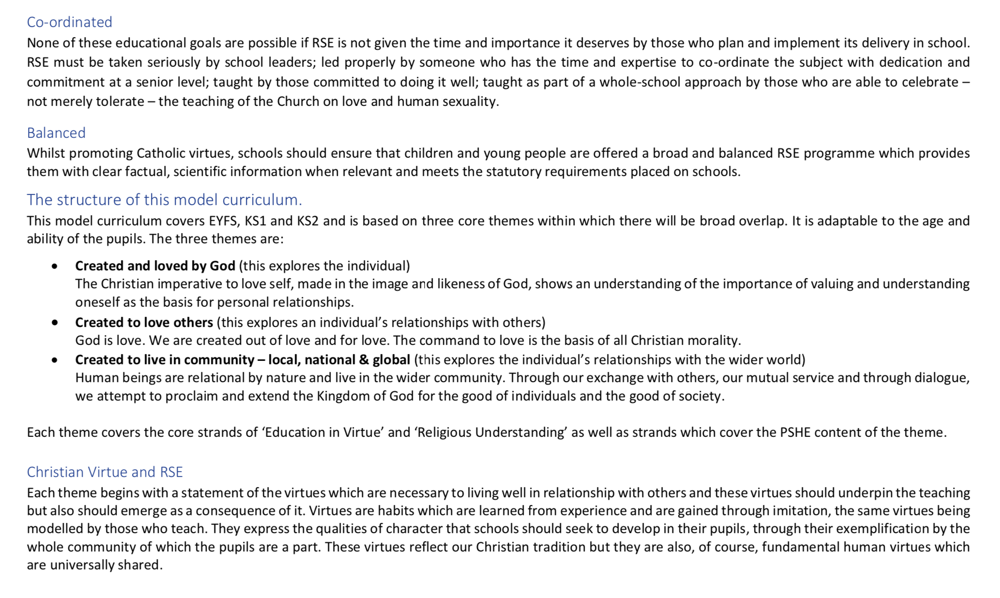 Co-ordinated
None of these educational goals are possible if RSE is not given the time and importance it deserves by those who plan and implement its delivery in school.
RSE must be taken seriously by school leaders; led properly by someone who has the time and expertise to co-ordinate the subject with dedication and
commitment at a senior level; taught by those committed to doing it well; taught as part of a whole-school approach by those who are able to celebrate –
not merely tolerate – the teaching of the Church on love and human sexuality.
Balanced
Whilst promoting Catholic virtues, schools should ensure that children and young people are offered a broad and balanced RSE programme which provides
them with clear factual, scientific information when relevant and meets the statutory requirements placed on schools.
The structure of this model curriculum.
This model curriculum covers EYFS, KS1 and KS2 and is based on three core themes within which there will be broad overlap. It is adaptable to the age and
ability of the pupils. The three themes are:
• Created and loved by God (this explores the individual)
The Christian imperative to love self, made in the image and likeness of God, shows an understanding of the importance of valuing and understanding
oneself as the basis for personal relationships.
• Created to love others (this explores an individual’s relationships with others)
God is love. We are created out of love and for love. The command to love is the basis of all Christian morality.
• Created to live in community – local, national & global (this explores the individual’s relationships with the wider world)
Human beings are relational by nature and live in the wider community. Through our exchange with others, our mutual service and through dialogue,
we attempt to proclaim and extend the Kingdom of God for the good of individuals and the good of society.
Each theme covers the core strands of ‘Education in Virtue’ and ‘Religious Understanding’ as well as strands which cover the PSHE content of the theme.
Christian Virtue and RSE
Each theme begins with a statement of the virtues which are necessary to living well in relationship with others and these virtues should underpin the teaching
but also should emerge as a consequence of it. Virtues are habits which are learned from experience and are gained through imitation, the same virtues being
modelled by those who teach. They express the qualities of character that schools should seek to develop in their pupils, through their exemplification by the
whole community of which the pupils are a part. These virtues reflect our Christian tradition but they are also, of course, fundamental human virtues which
are universally shared.